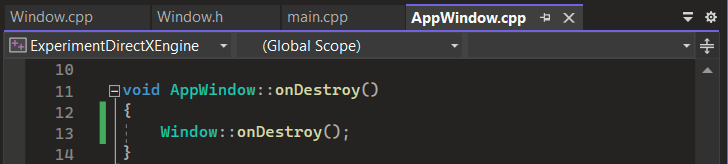 Window.cpp Window.h main.cpp AppWindow.cpp
ExperimentDirectXEngine (Global Scope)
10
11 void AppWindow::onDestroy()
12 {
13 Window::onDestroy();
14 }